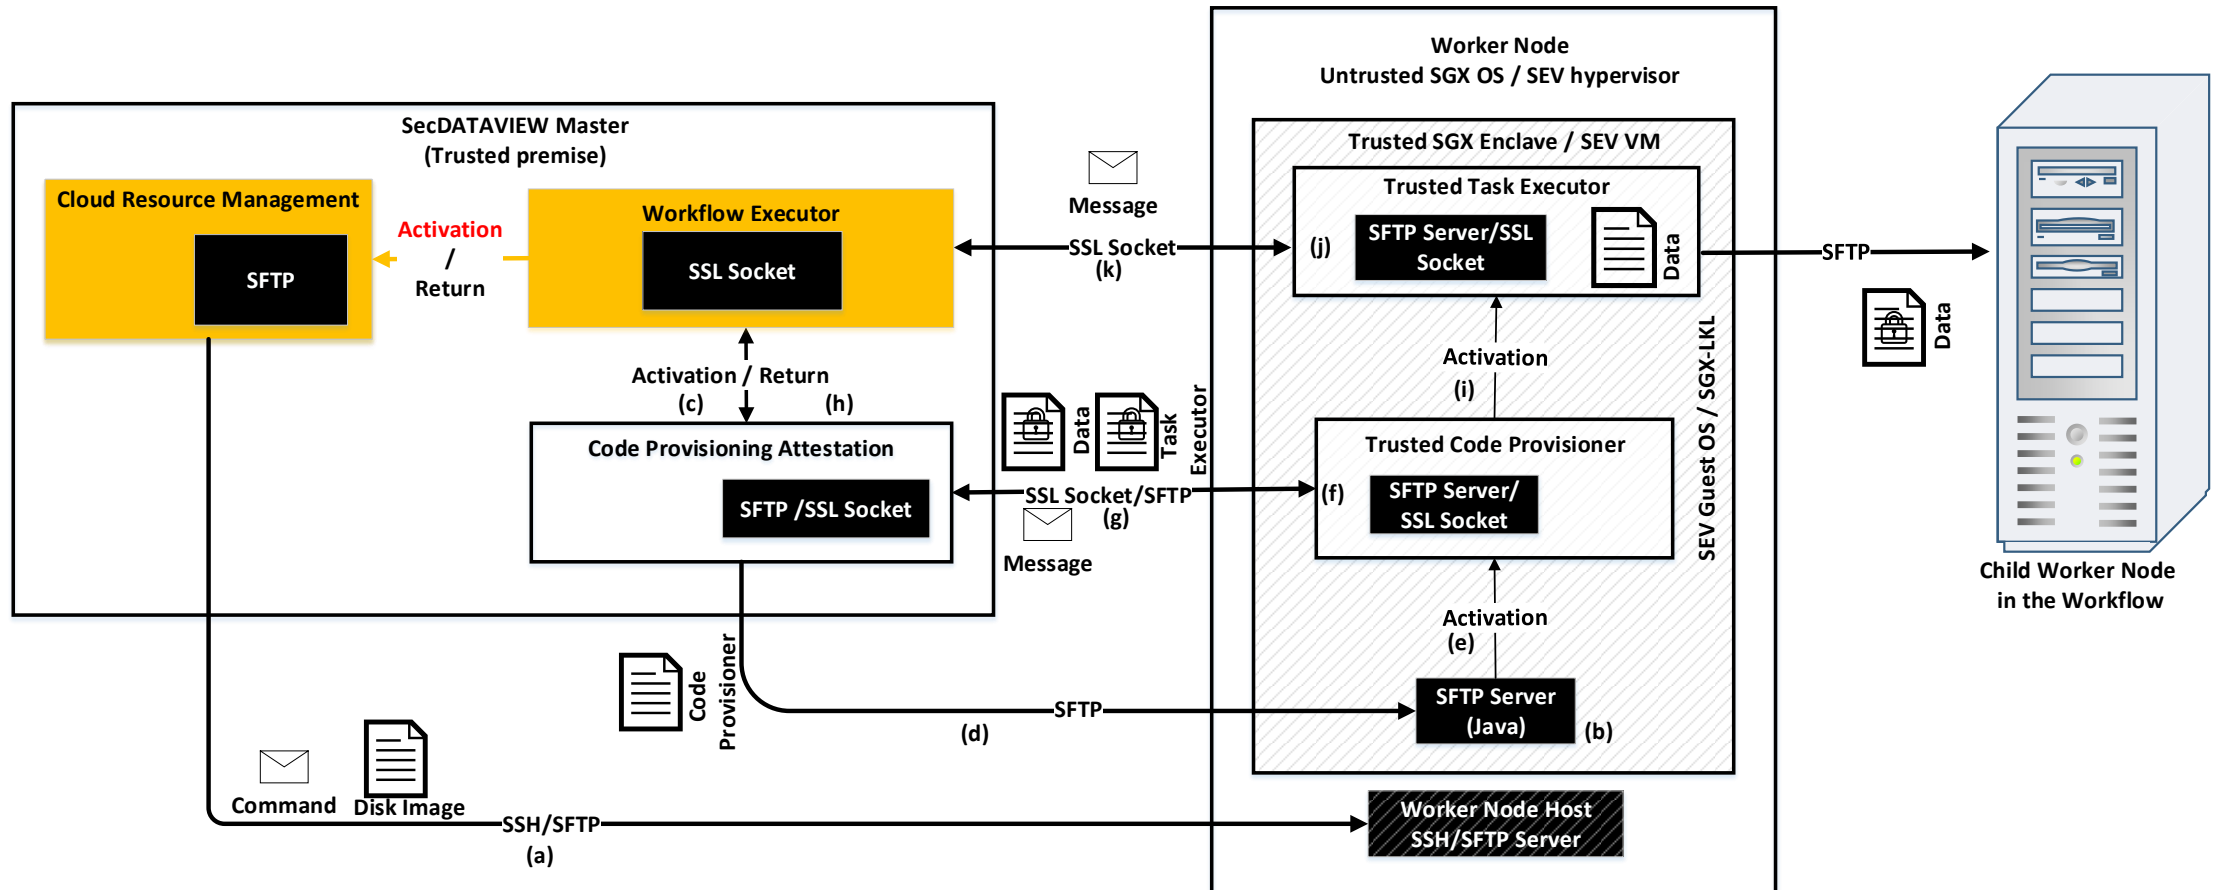 Worker Node
Untrusted SGX OS / SEV hypervisor
SecDATAVIEW Master
(Trusted premise)
Cloud Resource Management
SFTP
Activation
/
Return
Workflow Executor
SSL Socket
Activation / Return
(c)
(h)
Code Provisioning Attestation
SFTP /SSL Socket
Message
SSL Socket
(k)
Data
Task
Executor
SSL Socket/SFTP
(g)
Message
Trusted SGX Enclave / SEV VM
Trusted Task Executor
(j)
SFTP Server/SSL
Socket
Data
Activation
(i)
Trusted Code Provisioner
(f)
SFTP Server/
SSL Socket
SEV Guest OS / SGX-LKL
Activation
(e)
SFTP Server
(Java)
(b)
Code
Provisioner
SFTP
(d)
Command
Disk Image
SSH/SFTP
(a)
Worker Node Host
SSH/SFTP Server
SFTP
Data
Child Worker Node
in the Workflow